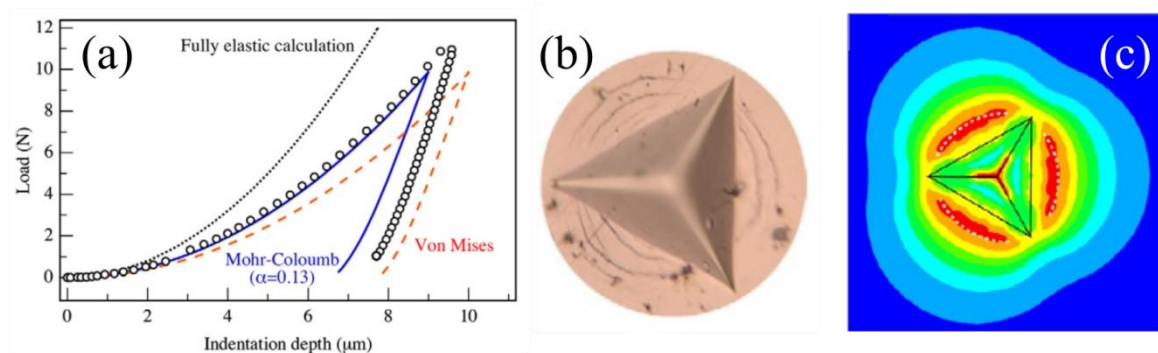 (a)
(b)
(c)
12
10
8
6
4
2
0
Load (N)
Fully elastic calculation
Von Mises
Mohr-Coloumb
(α=0.13)
0 2 4 6 8 10
Indentation depth (μm)